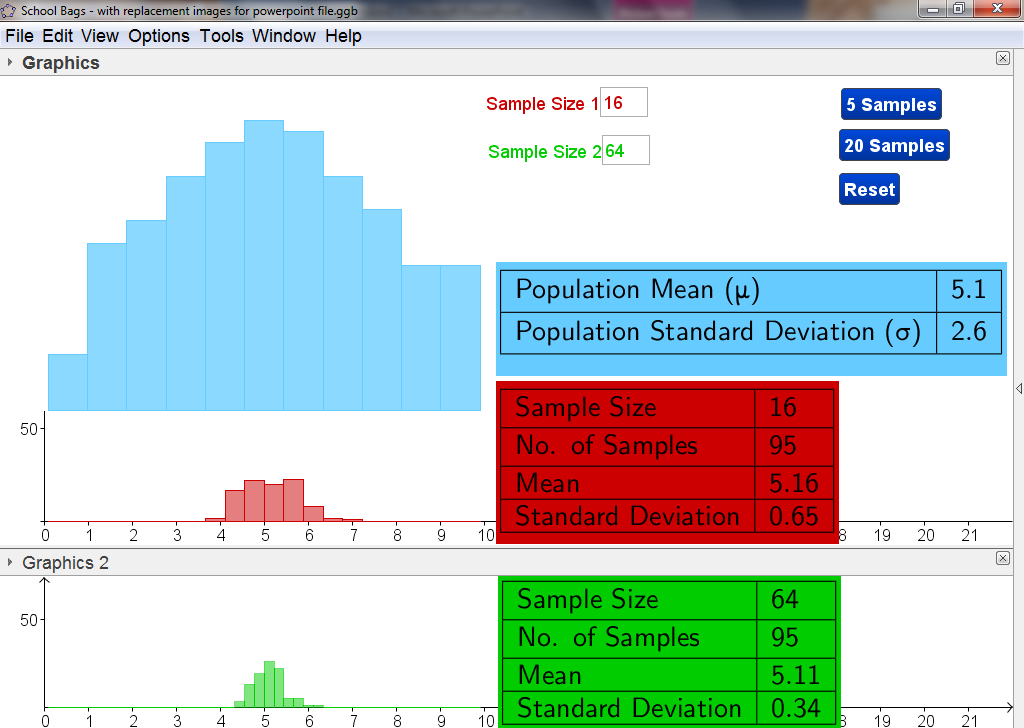 School Bags - with replacement images for powerpoint file.ggb
File Edit View Options Tools Window Help
Graphics
Sample Size 1 16
5 Samples
Sample Size 2 64
20 Samples
Reset
Population Mean (μ) 5.1
Population Standard Deviation (σ) 2.6
Sample Size 16
No. of Samples 95
Mean 5.16
Standard Deviation 0.65
50
0 1 2 3 4 5 6 7 8 9 10 18 19 20 21
Graphics 2
Sample Size 64
No. of Samples 95
Mean 5.11
Standard Deviation 0.34
50
0 1 2 3 4 5 6 7 8 9 10 18 19 20 21